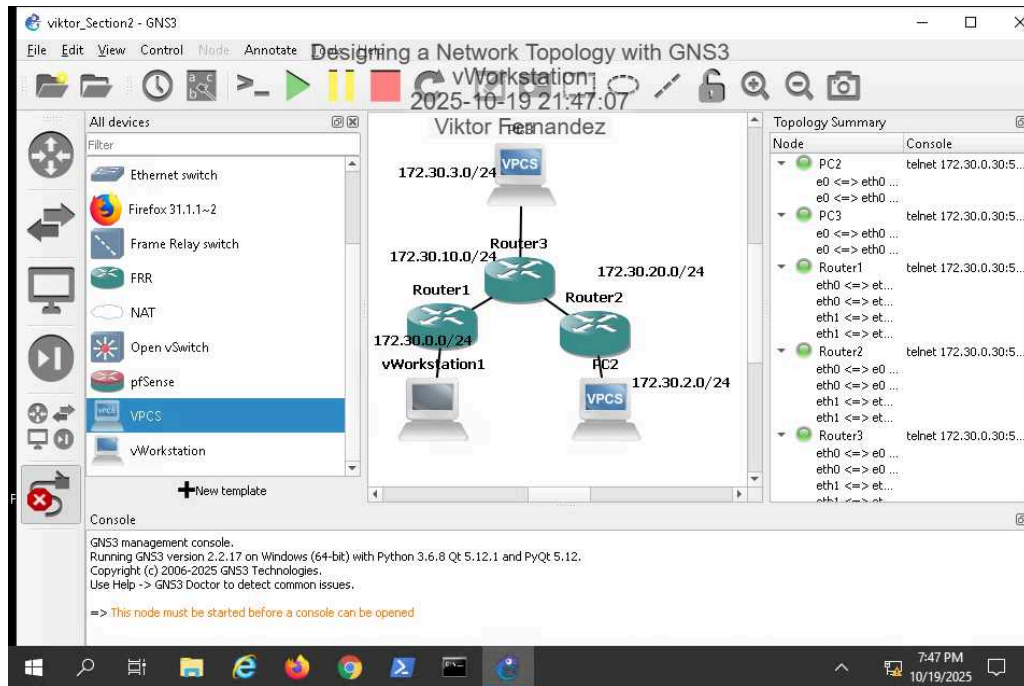 viktor_Section2 - GNS3
File Edit View Control Node Annotate Tools Help
Designing a Network Topology with GNS3
vWorkstation:
2025-10-19 21:47:07
Viktor Fernandez
All devices
Filter
Ethernet switch
Firefox 31.1.1~2
Frame Relay switch
FRR
NAT
Open vSwitch
pfSense
VPCS
vWorkstation
New template
PC3
172.30.3.0/24
VPCS
Router3
172.30.10.0/24
172.30.20.0/24
Router1
Router2
172.30.0.0/24
vWorkstation1
PC2
172.30.2.0/24
VPCS
Topology Summary
Node Console
PC2 telnet 172.30.0.30:5...
e0 <=> eth0 ...
e0 <=> eth0 ...
PC3 telnet 172.30.0.30:5...
e0 <=> eth0 ...
e0 <=> eth0 ...
Router1 telnet 172.30.0.30:5...
eth0 <=> et...
eth0 <=> et...
eth1 <=> et...
eth1 <=> et...
Router2 telnet 172.30.0.30:5...
eth0 <=> e0 ...
eth0 <=> e0 ...
eth1 <=> et...
eth1 <=> et...
Router3 telnet 172.30.0.30:5...
eth0 <=> e0 ...
eth0 <=> e0 ...
eth1 <=> et...
eth1 <=> et...
Console
GNS3 management console.
Running GNS3 version 2.2.17 on Windows (64-bit) with Python 3.6.8 Qt 5.12.1 and PyQt 5.12.
Copyright (c) 2006-2025 GNS3 Technologies.
Use Help -> GNS3 Doctor to detect common issues.
=> This node must be started before a console can be opened
7:47 PM
10/19/2025